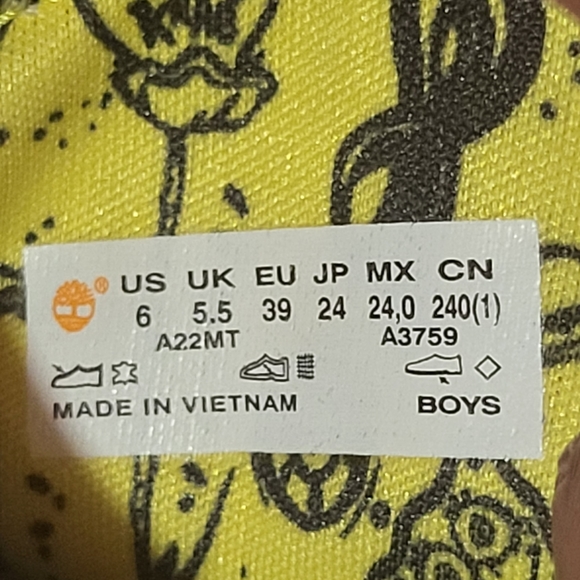 US UK EU JP MX CN
6 5.5 39 24 24,0 240(1)
A22MT A3759
MADE IN VIETNAM BOYS